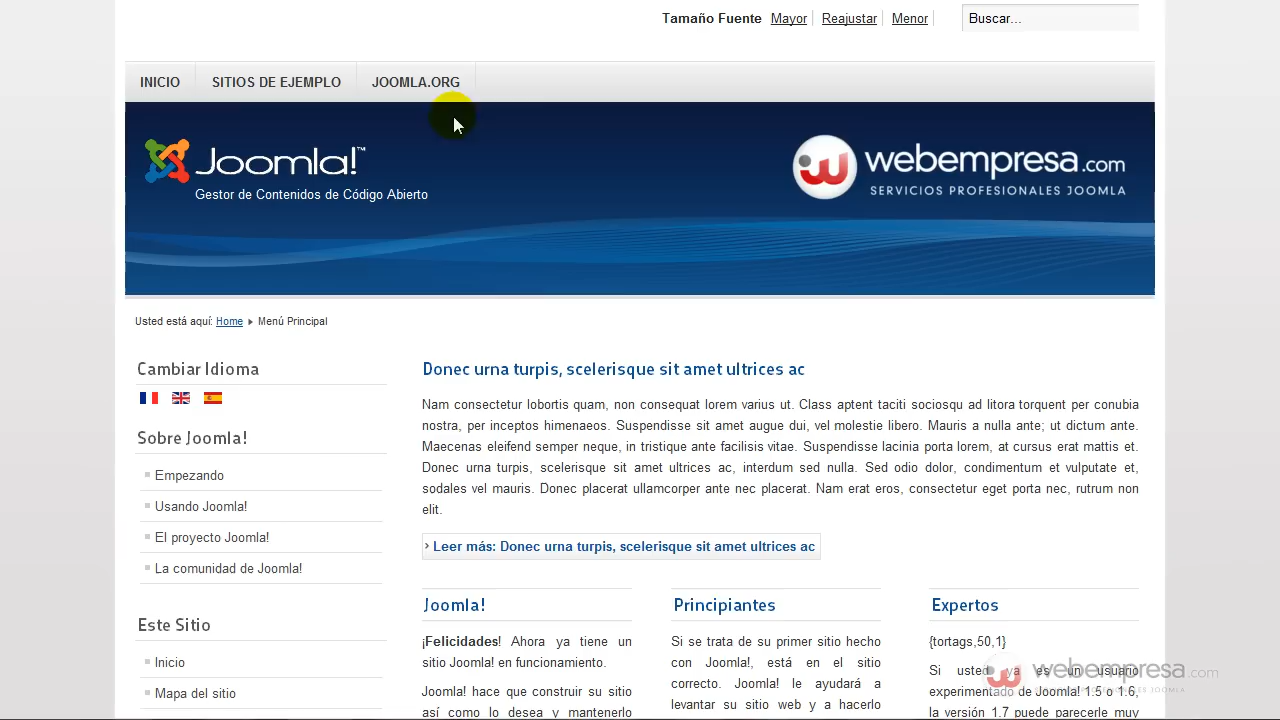 Tamaño Fuente Mayor Reajustar Menor Buscar...
INICIO SITIOS DE EJEMPLO JOOMLA.ORG
Joomla!™
Gestor de Contenidos de Código Abierto
webempresa.com
SERVICIOS PROFESIONALES JOOMLA
Usted está aquí: Home Menú Principal
Cambiar Idioma
Sobre Joomla!
Empezando
Usando Joomla!
El proyecto Joomla!
La comunidad de Joomla!
Este Sitio
Inicio
Mapa del sitio
Donec urna turpis, scelerisque sit amet ultrices ac
Nam consectetur lobortis quam, non consequat lorem varius ut. Class aptent taciti sociosqu ad litora torquent per conubia
nostra, per inceptos himenaeos. Suspendisse sit amet augue dui, vel molestie libero. Mauris a nulla ante; ut dictum ante.
Maecenas eleifend semper neque, in tristique ante facilisis vitae. Suspendisse lacinia porta lorem, at cursus erat mattis et.
Donec urna turpis, scelerisque sit amet ultrices ac, interdum sed nulla. Sed odio dolor, condimentum et vulputate et,
sodales vel mauris. Donec placerat ullamcorper ante nec placerat. Nam erat eros, consectetur eget porta nec, rutrum non
elit.
Leer más: Donec urna turpis, scelerisque sit amet ultrices ac
Joomla!
¡Felicidades! Ahora ya tiene un
sitio Joomla! en funcionamiento.
Joomla! hace que construir su sitio
así como lo desea y mantenerlo
Principiantes
Si se trata de su primer sitio hecho
con Joomla!, está en el sitio
correcto. Joomla! le ayudará a
levantar su sitio web y a hacerlo
Expertos
{tortags,50,1}
Si usted ya es un usuario
experimentado de Joomla! 1.5 o 1.6,
la versión 1.7 puede parecerle muy
webempresa.com
SERVICIOS PROFESIONALES JOOMLA